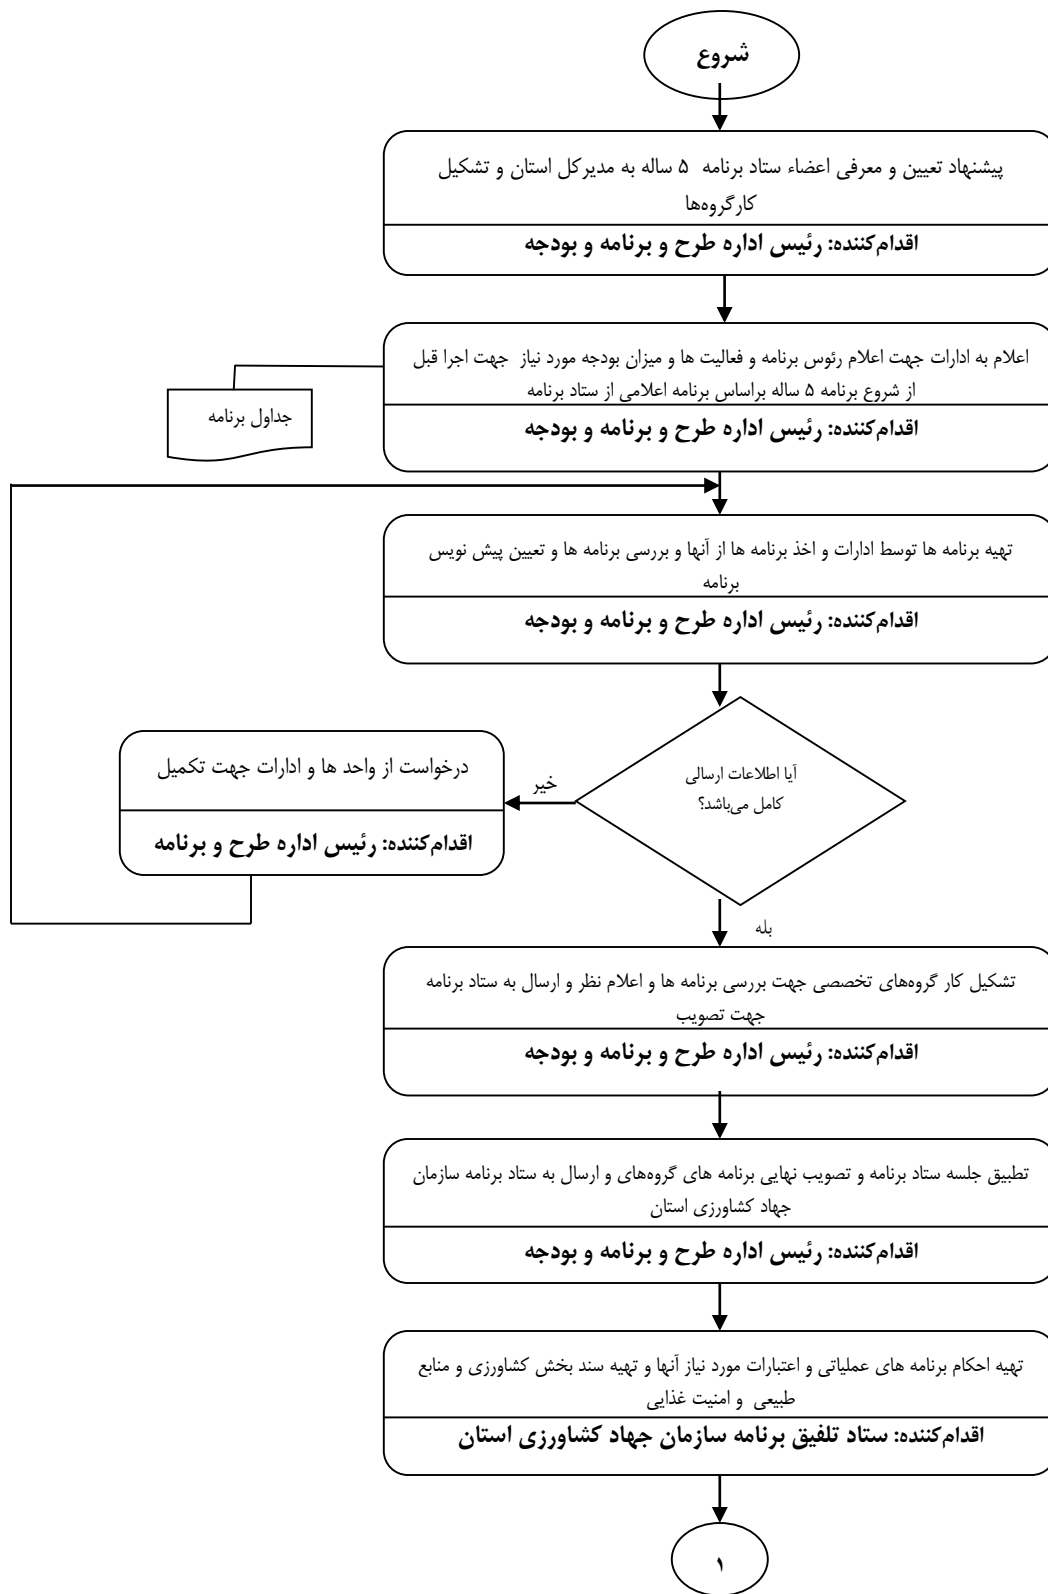 شروع
پیشنهاد تعیین و معرفی اعضاء ستاد برنامه ۵ ساله به مدیرکل استان و تشکیل
کارگروه‌ها
اقدام‌کننده: رئیس اداره طرح و برنامه و بودجه
اعلام به ادارات جهت اعلام رئوس برنامه و فعالیت ها و میزان بودجه مورد نیاز جهت اجرا قبل
از شروع برنامه ۵ ساله براساس برنامه اعلامی از ستاد برنامه
اقدام‌کننده: رئیس اداره طرح و برنامه و بودجه
جداول برنامه
تهیه برنامه ها توسط ادارات و اخذ برنامه ها از آنها و بررسی برنامه ها و تعیین پیش نویس
برنامه
اقدام‌کننده: رئیس اداره طرح و برنامه و بودجه
آیا اطلاعات ارسالی
کامل می‌باشد؟
خیر
درخواست از واحد ها و ادارات جهت تکمیل
اقدام‌کننده: رئیس اداره طرح و برنامه
بله
تشکیل کار گروه‌های تخصصی جهت بررسی برنامه ها و اعلام نظر و ارسال به ستاد برنامه
جهت تصویب
اقدام‌کننده: رئیس اداره طرح و برنامه و بودجه
تطبیق جلسه ستاد برنامه و تصویب نهایی برنامه های گروه‌های و ارسال به ستاد برنامه سازمان
جهاد کشاورزی استان
اقدام‌کننده: رئیس اداره طرح و برنامه و بودجه
تهیه احکام برنامه های عملیاتی و اعتبارات مورد نیاز آنها و تهیه سند بخش کشاورزی و منابع
طبیعی و امنیت غذایی
اقدام‌کننده: ستاد تلفیق برنامه سازمان جهاد کشاورزی استان
۱